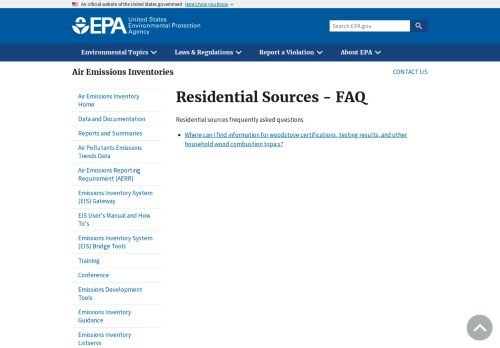 An official website of the United States government Here's how you know
EPA United States
Environmental Protection
Agency
Search EPA.gov
Environmental Topics
Laws & Regulations
Report a Violation
About EPA
Air Emissions Inventories
CONTACT US
Air Emissions Inventory
Home
Data and Documentation
Reports and Summaries
Air Pollutants Emissions
Trends Data
Air Emissions Reporting
Requirement (AERR)
Emissions Inventory System
(EIS) Gateway
EIS User's Manual and How
To's
Emissions Inventory System
(EIS) Bridge Tools
Training
Conference
Emissions Development
Tools
Emissions Inventory
Guidance
Emissions Inventory
Listservs
Residential Sources - FAQ
Residential sources frequently asked questions.
Where can I find information for woodstove certifications, testing results, and other
household wood combustion topics?